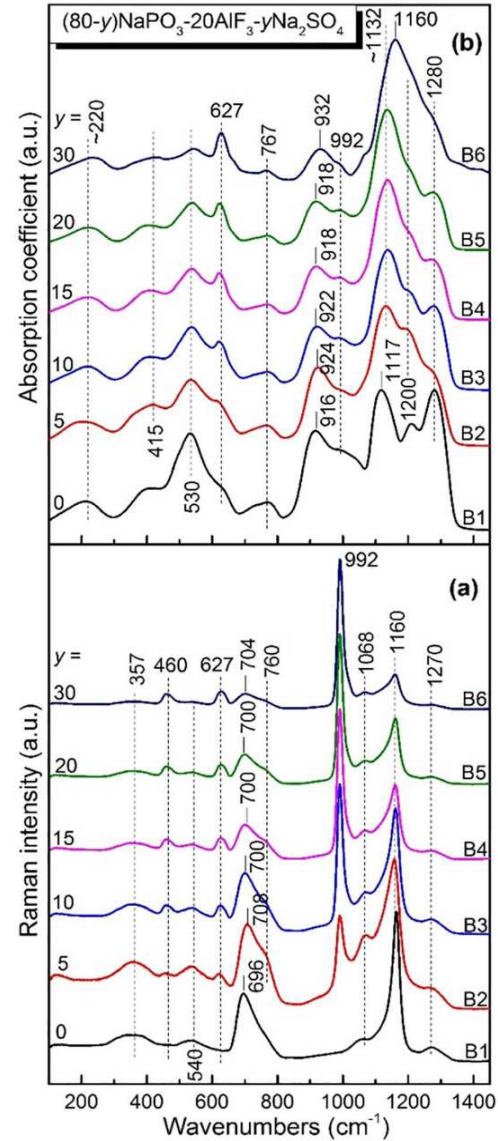 (80-y)NaPO₃-20AlF₃-yNa₂SO₄
(b)
Absorption coefficient (a.u.)
y =
~220
415
530
627
767
932
992
~1132
1160
1280
918
918
922
924
916
1117
1200
30
20
15
10
5
0
B6
B5
B4
B3
B2
B1
(a)
Raman intensity (a.u.)
y =
357
460
540
627
704
760
992
1068
1160
1270
700
700
700
708
696
30
20
15
10
5
0
B6
B5
B4
B3
B2
B1
200 400 600 800 1000 1200 1400
Wavenumbers (cm⁻¹)